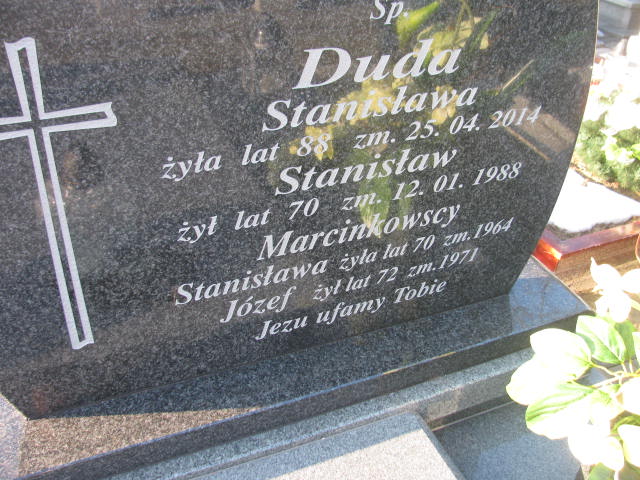 Sp.
Duda
Stanisława
żyła lat 88 zm. 25. 04. 2014
Stanisław
żył lat 70 zm. 12. 01. 1988
Marcinkowscy
Stanisława żyła lat 70 zm.1964
Józef żył lat 72 zm.1971
Jezu ufamy Tobie